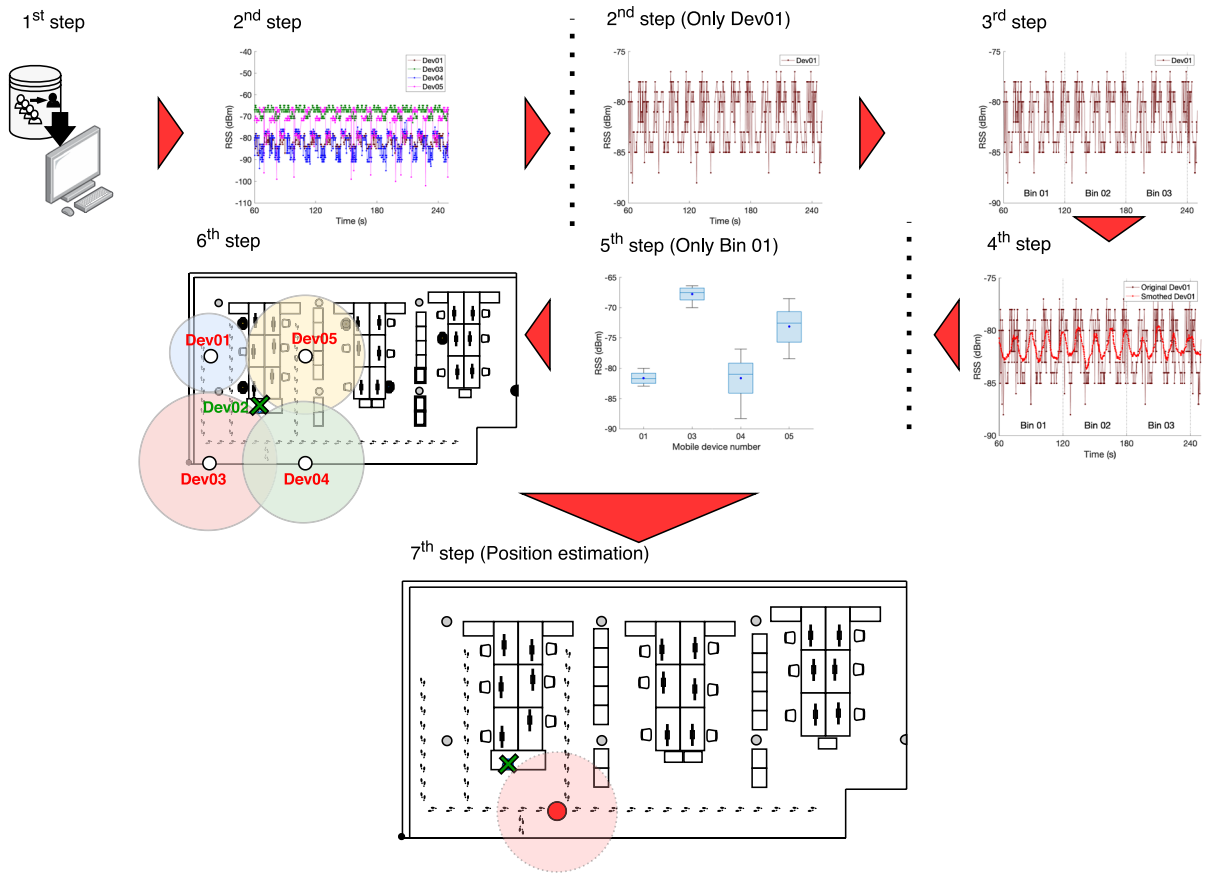 1st step
2nd step
-40
-50
-60
-70
-80
-90
-100
-110
RSS (dBm)
Dev01
Dev03
Dev04
Dev05
60
120
180
240
Time (s)
2nd step (Only Dev01)
-75
-80
-85
-90
RSS (dBm)
Dev01
60
120
180
240
Time (s)
3rd step
-75
-80
-85
-90
RSS (dBm)
Dev01
Bin 01
Bin 02
Bin 03
60
120
180
240
Time (s)
4th step
-75
-80
-85
-90
RSS (dBm)
Original Dev01
Smothed Dev01
Bin 01
Bin 02
Bin 03
60
120
180
240
Time (s)
5th step (Only Bin 01)
-65
-70
-75
-80
-85
-90
RSS (dBm)
01
03
04
05
Mobile device number
6th step
Dev01
Dev05
Dev02
Dev03
Dev04
7th step (Position estimation)